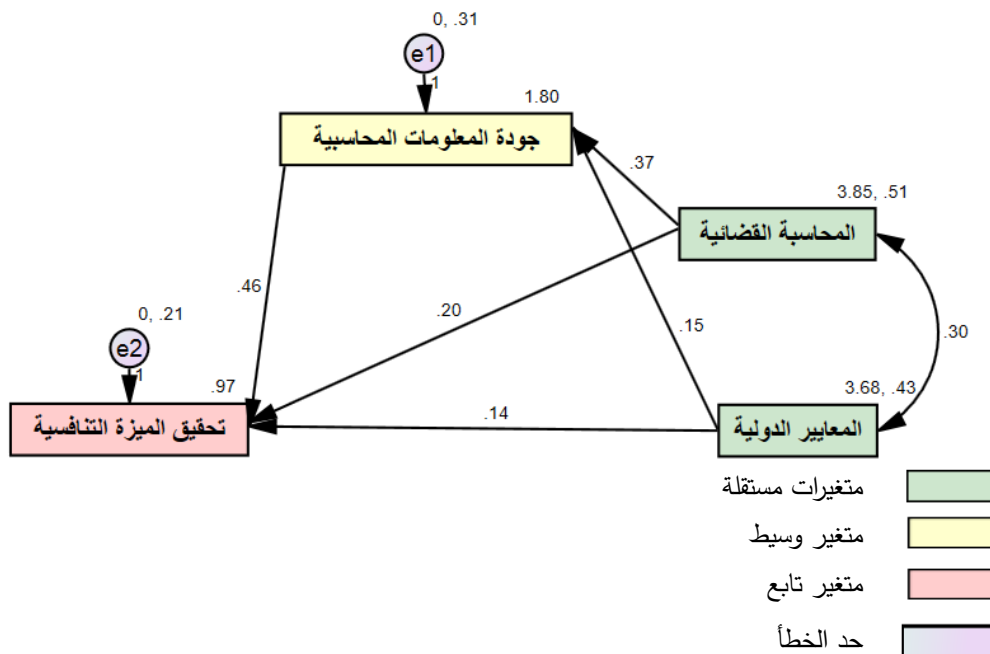 0, .31
e1
1
1.80
جودة المعلومات المحاسبية
.37
3.85, .51
المحاسبة القضائية
.46
.20
.15
.30
0, .21
e2
1
.97
تحقيق الميزة التنافسية
.14
3.68, .43
المعايير الدولية
متغيرات مستقلة
متغير وسيط
متغير تابع
حد الخطأ